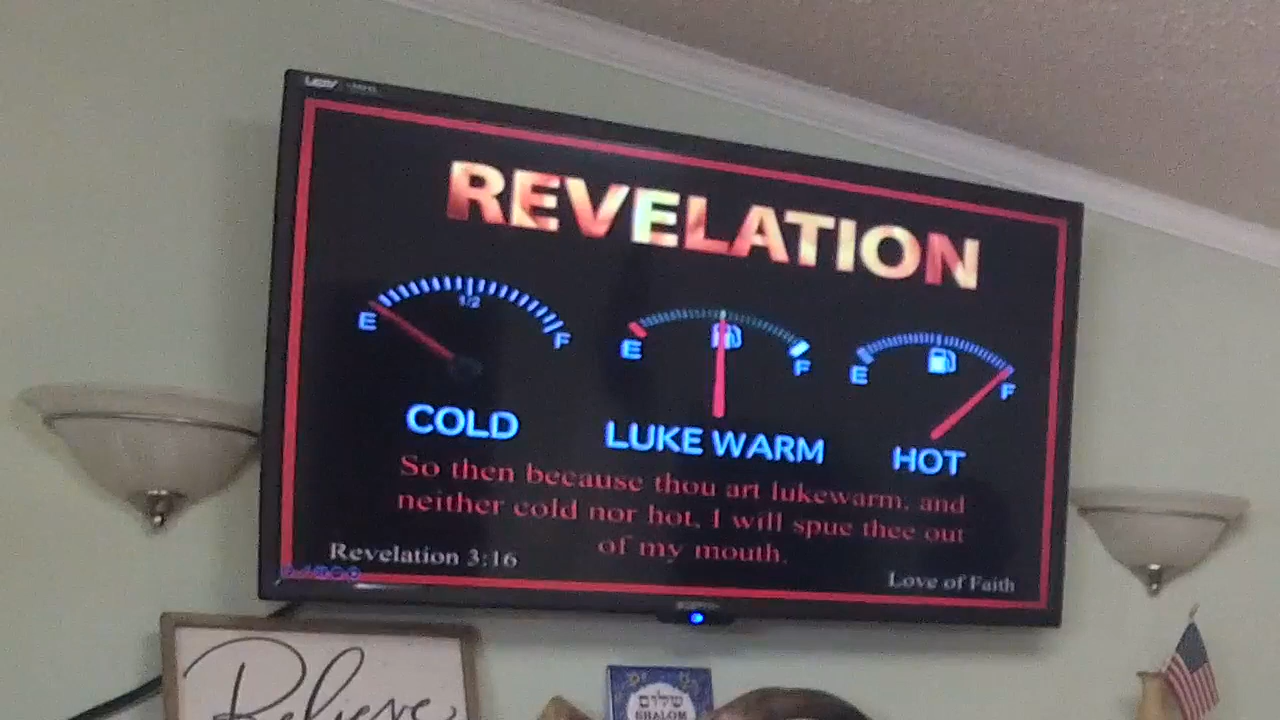 REVELATION
E 1/2 F
E F
E F
COLD
LUKE WARM
HOT
So then because thou art lukewarm, and
neither cold nor hot, I will spue thee out
of my mouth.
Revelation 3:16
Love of Faith
Believe
שלום
SHALOM